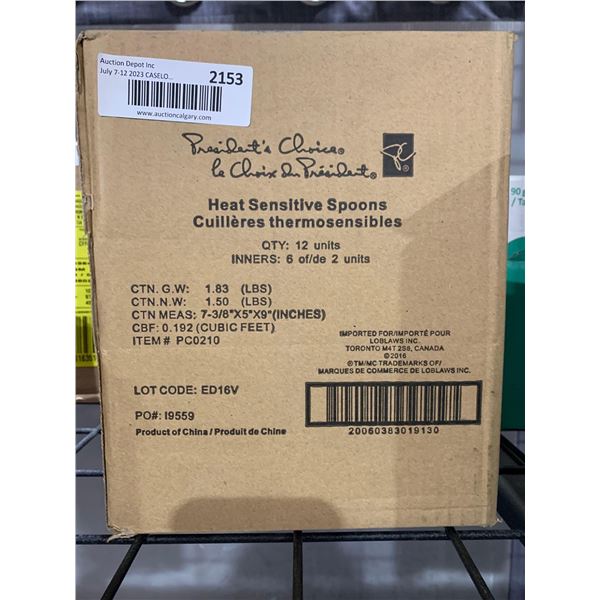 Auction Depot Inc
July 7-12 2023 CASELO...
2153
www.auctioncalgary.com
President's Choice®
le Choix du Président®
PC
Heat Sensitive Spoons
Cuillères thermosensibles
QTY: 12 units
INNERS: 6 of/de 2 units
CTN.G.W: 1.83 (LBS)
CTN.N.W: 1.50 (LBS)
CTN MEAS: 7-3/8"X5"X9"(INCHES)
CBF: 0.192 (CUBIC FEET)
ITEM # PC0210
IMPORTED FOR/IMPORTÉ POUR
LOBLAWS INC.
TORONTO M4T 2S8, CANADA
©2016
®TM/MC TRADEMARKS OF/
MARQUES DE COMMERCE DE LOBLAWS INC.
LOT CODE: ED16V
PO#: I9559
Product of China / Produit de Chine
20060383019130
90 g
/ Ta